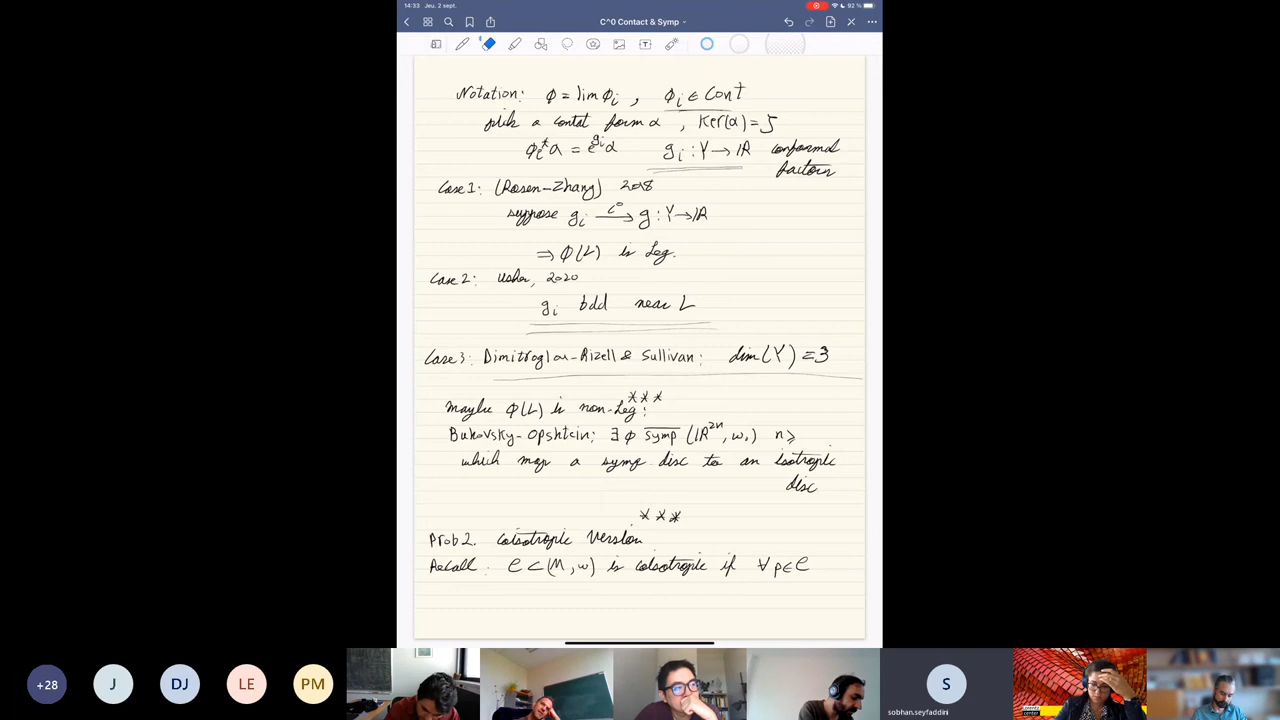 14:33 Jeu. 2 sept.
92 %
C^0 Contact & Symp
Notation: φ = lim φᵢ , φᵢ ∈ Cont
pick a contat form α , Ker(α) = ξ
φᵢ* α = e^{gᵢ} α gᵢ : Y → ℝ conformal
factors
Case 1: (Rosen-Zhang) 2018
suppose gᵢ —C⁰→ g : Y → ℝ
⇒ φ(L) is Leg.
Case 2: Usher, 2020
gᵢ bdd near L
Case 3: Dimitroglou-Rizell & Sullivan: dim(Y) = 3
***
Maybe φ(L) is non-Leg!
Buhovsky-Opshtein: ∃ φ symp (ℝ²ⁿ, ω₀) n ⩾
which map a symp disc to an isotropic
disc
***
Prob 2. coisotropic version
Recall: C ⊂ (M, ω) is coisotropic if ∀ p ∈ C
+28
J
DJ
LE
PM
S
sobhan.seyfaddini
Lorentz
center